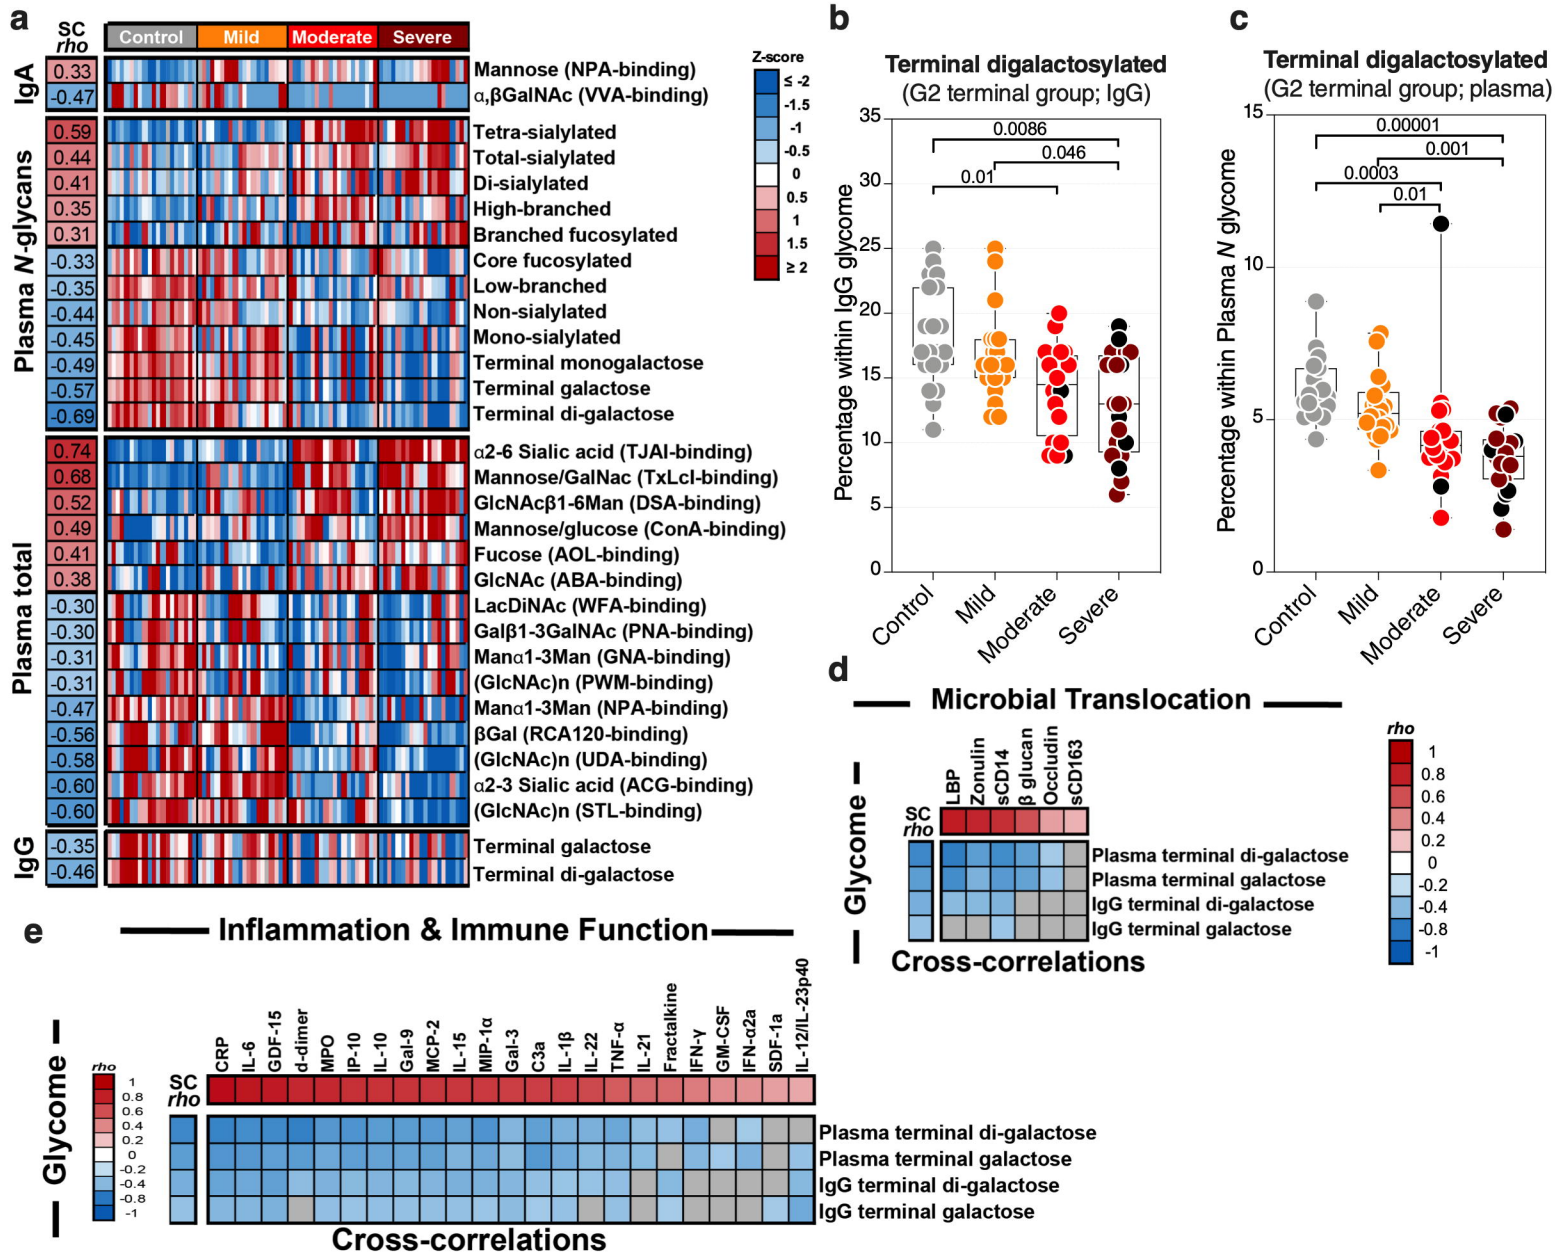 a
SC
rho
Control Mild Moderate Severe
IgA
0.33 Mannose (NPA-binding)
-0.47 α,βGalNAc (VVA-binding)
Plasma N-glycans
0.59 Tetra-sialylated
0.44 Total-sialylated
0.41 Di-sialylated
0.35 High-branched
0.31 Branched fucosylated
-0.33 Core fucosylated
-0.35 Low-branched
-0.44 Non-sialylated
-0.45 Mono-sialylated
-0.49 Terminal monogalactose
-0.57 Terminal galactose
-0.69 Terminal di-galactose
Plasma total
0.74 α2-6 Sialic acid (TJAI-binding)
0.68 Mannose/GalNac (TxLcI-binding)
0.52 GlcNAcβ1-6Man (DSA-binding)
0.49 Mannose/glucose (ConA-binding)
0.41 Fucose (AOL-binding)
0.38 GlcNAc (ABA-binding)
-0.30 LacDiNAc (WFA-binding)
-0.30 Galβ1-3GalNAc (PNA-binding)
-0.31 Manα1-3Man (GNA-binding)
-0.31 (GlcNAc)n (PWM-binding)
-0.47 Manα1-3Man (NPA-binding)
-0.56 βGal (RCA120-binding)
-0.58 (GlcNAc)n (UDA-binding)
-0.60 α2-3 Sialic acid (ACG-binding)
-0.60 (GlcNAc)n (STL-binding)
IgG
-0.35 Terminal galactose
-0.46 Terminal di-galactose
Z-score
≤ -2
-1.5
-1
-0.5
0
0.5
1
1.5
≥ 2
b
Terminal digalactosylated
(G2 terminal group; IgG)
Percentage within IgG glycome
35
30
25
20
15
10
5
0
0.0086
0.046
0.01
Control
Mild
Moderate
Severe
c
Terminal digalactosylated
(G2 terminal group; plasma)
Percentage within Plasma N glycome
15
10
5
0
0.00001
0.001
0.0003
0.01
Control
Mild
Moderate
Severe
d
Microbial Translocation
Glycome
LBP
Zonulin
sCD14
β glucan
Occludin
sCD163
SC
rho
Plasma terminal di-galactose
Plasma terminal galactose
IgG terminal di-galactose
IgG terminal galactose
Cross-correlations
rho
1
0.8
0.6
0.4
0.2
0
-0.2
-0.4
-0.8
-1
e
Inflammation & Immune Function
Glycome
rho
1
0.8
0.6
0.4
0.2
0
-0.2
-0.4
-0.8
-1
SC
rho
CRP
IL-6
GDF-15
d-dimer
MPO
IP-10
IL-10
Gal-9
MCP-2
IL-15
MIP-1α
Gal-3
C3a
IL-1β
IL-22
TNF-α
IL-21
Fractalkine
IFN-γ
GM-CSF
IFN-α2a
SDF-1a
IL-12/IL-23p40
Plasma terminal di-galactose
Plasma terminal galactose
IgG terminal di-galactose
IgG terminal galactose
Cross-correlations